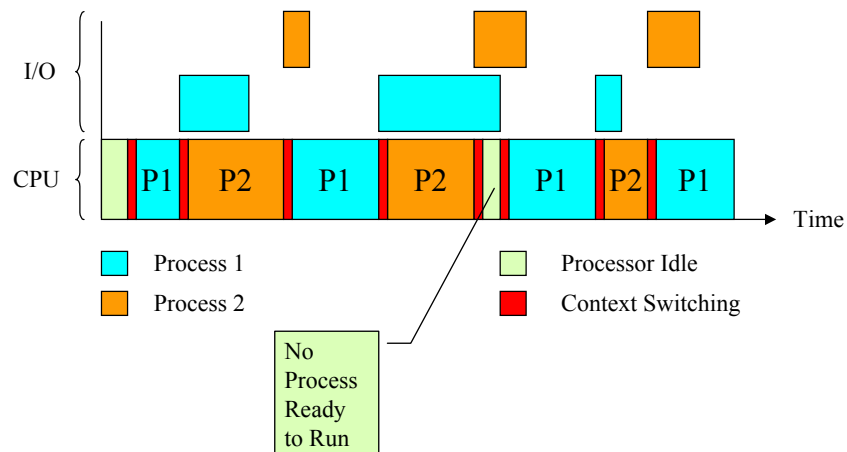 I/O
CPU
P1
P2
P1
P2
P1
P2
P1
Time
Process 1
Processor Idle
Process 2
Context Switching
No
Process
Ready
to Run